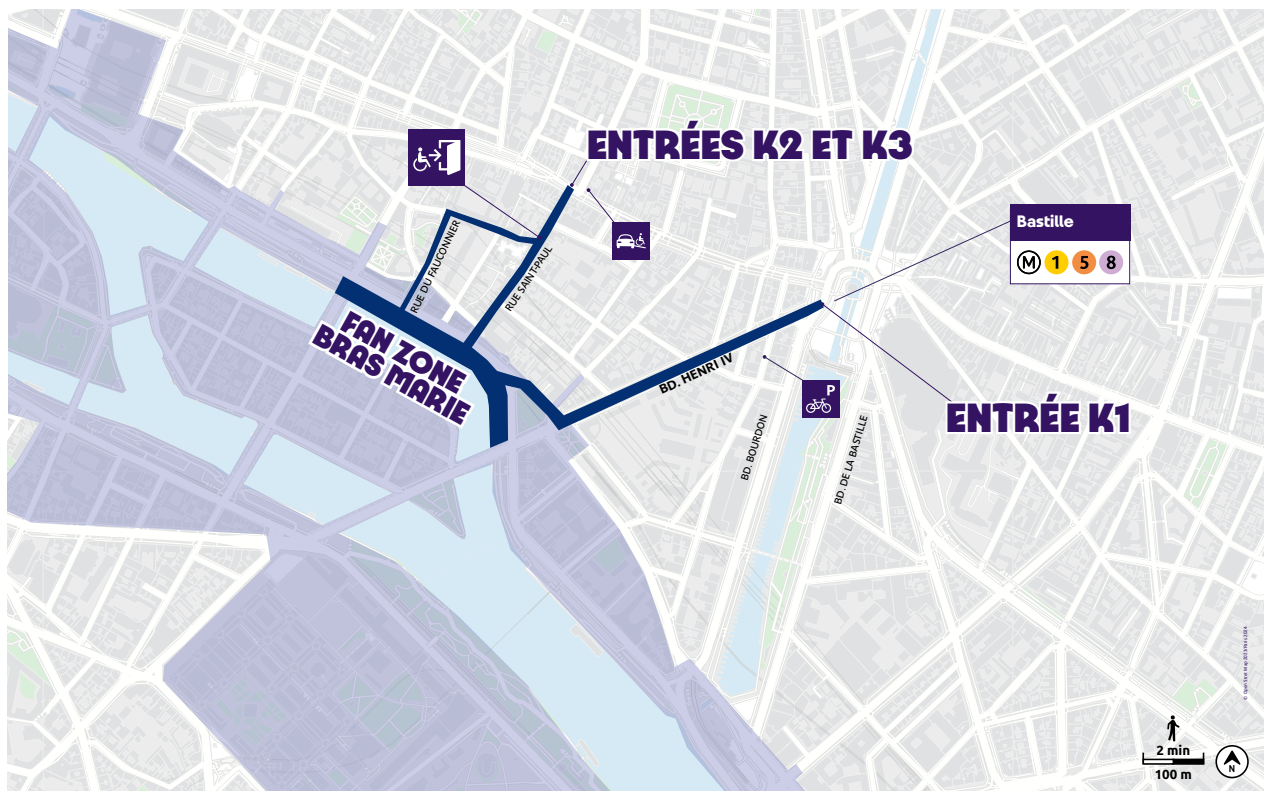 ENTRÉES K2 ET K3
Bastille
M 1 5 8
RUE DU FAUCONNIER
RUE SAINT-PAUL
FAN ZONE
BRAS MARIE
BD. HENRI IV
P
ENTRÉE K1
BD. BOURDON
BD. DE LA BASTILLE
2 min
100 m
N